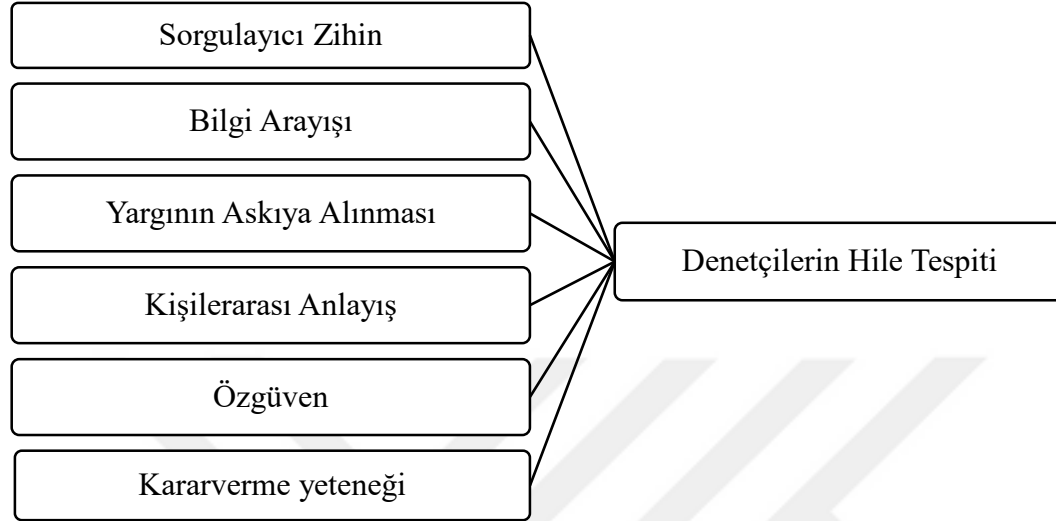 Sorgulayıcı Zihin
Bilgi Arayışı
Yargının Askıya Alınması
Kişilerarası Anlayış
Özgüven
Kararverme yeteneği
Denetçilerin Hile Tespiti